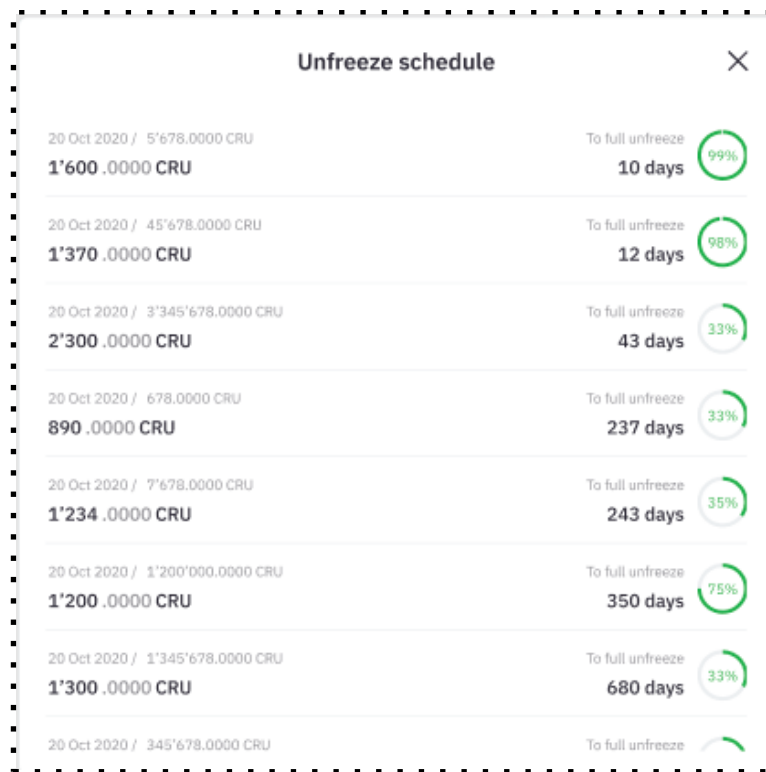 Unfreeze schedule
20 Oct 2020 / 5'678.0000 CRU
To full unfreeze
1'600 .0000 CRU
10 days
99%
20 Oct 2020 / 45'678.0000 CRU
To full unfreeze
1'370 .0000 CRU
12 days
98%
20 Oct 2020 / 3'345'678.0000 CRU
To full unfreeze
2'300 .0000 CRU
43 days
33%
20 Oct 2020 / 678.0000 CRU
To full unfreeze
890 .0000 CRU
237 days
33%
20 Oct 2020 / 7'678.0000 CRU
To full unfreeze
1'234 .0000 CRU
243 days
35%
20 Oct 2020 / 1'200'000.0000 CRU
To full unfreeze
1'200 .0000 CRU
350 days
75%
20 Oct 2020 / 1'345'678.0000 CRU
To full unfreeze
1'300 .0000 CRU
680 days
33%
20 Oct 2020 / 345'678.0000 CRU
To full unfreeze